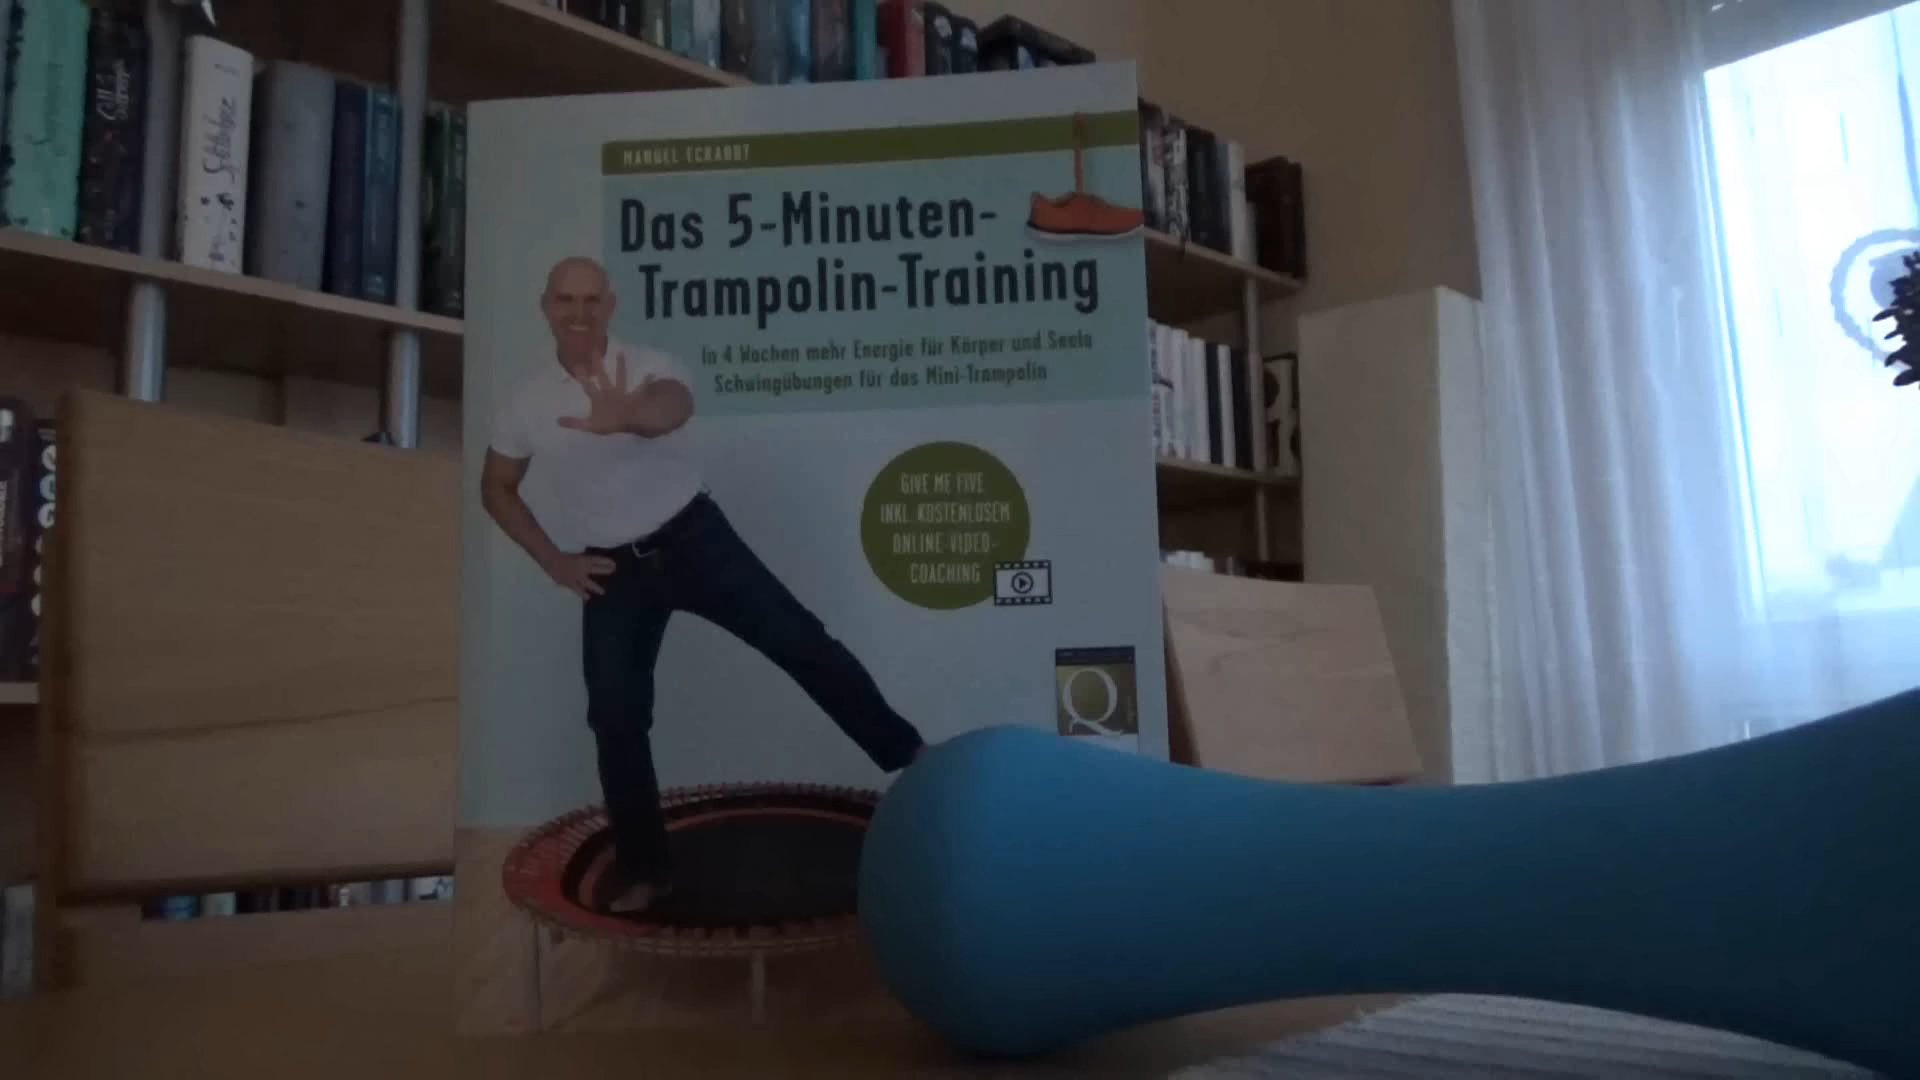 MANUEL ECKARDT
Das 5-Minuten-
Trampolin-Training
In 4 Wochen mehr Energie für Körper und Seele
Schwingübungen für das Mini-Trampolin
GIVE ME FIVE
INKL. KOSTENLOSEM
ONLINE-VIDEO-
COACHING
Q